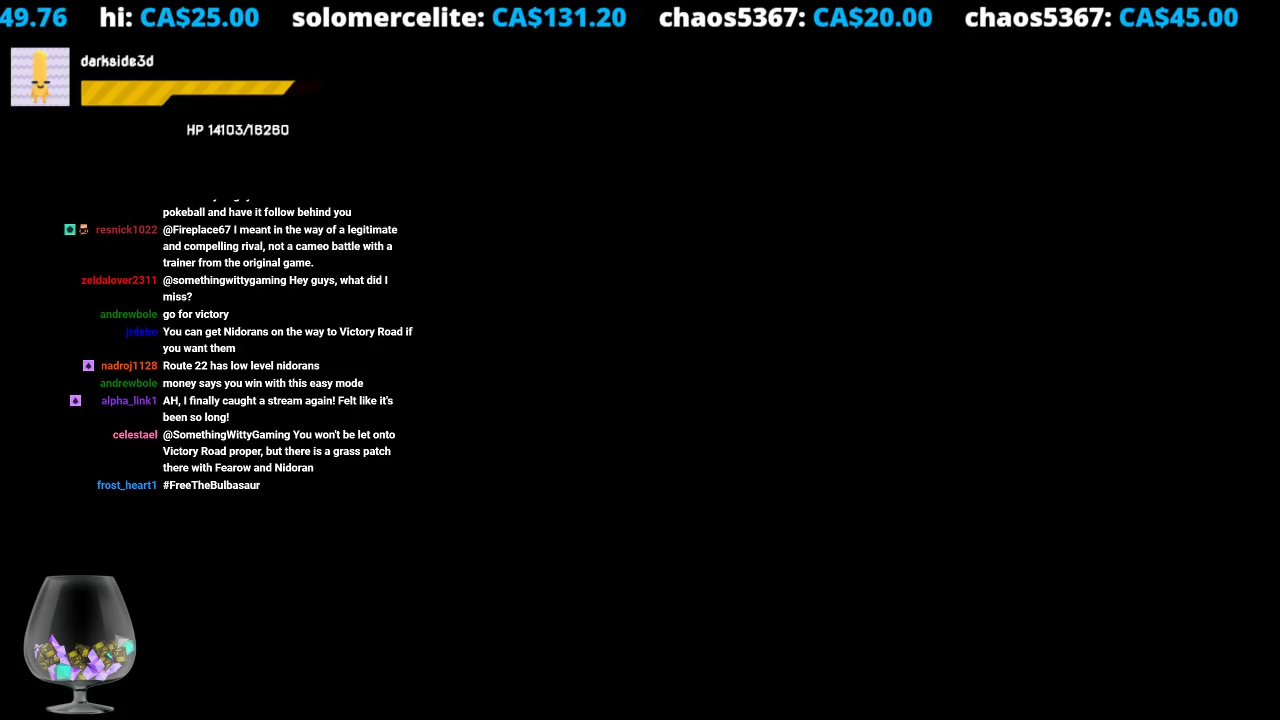 49.76 hi: CA$25.00 solomercelite: CA$131.20 chaos5367: CA$20.00 chaos5367: CA$45.00
darkside3d
HP 14103/16260
pokeball and have it follow behind you
resnick1022 @Fireplace67 I meant in the way of a legitimate
and compelling rival, not a cameo battle with a
trainer from the original game.
zeldalover2311 @somethingwittygaming Hey guys, what did I
miss?
andrewbole go for victory
jrdebo You can get Nidorans on the way to Victory Road if
you want them
nadroj1128 Route 22 has low level nidorans
andrewbole money says you win with this easy mode
alpha_link1 AH, I finally caught a stream again! Felt like it's
been so long!
celestael @SomethingWittyGaming You won't be let onto
Victory Road proper, but there is a grass patch
there with Fearow and Nidoran
frost_heart1 #FreeTheBulbasaur